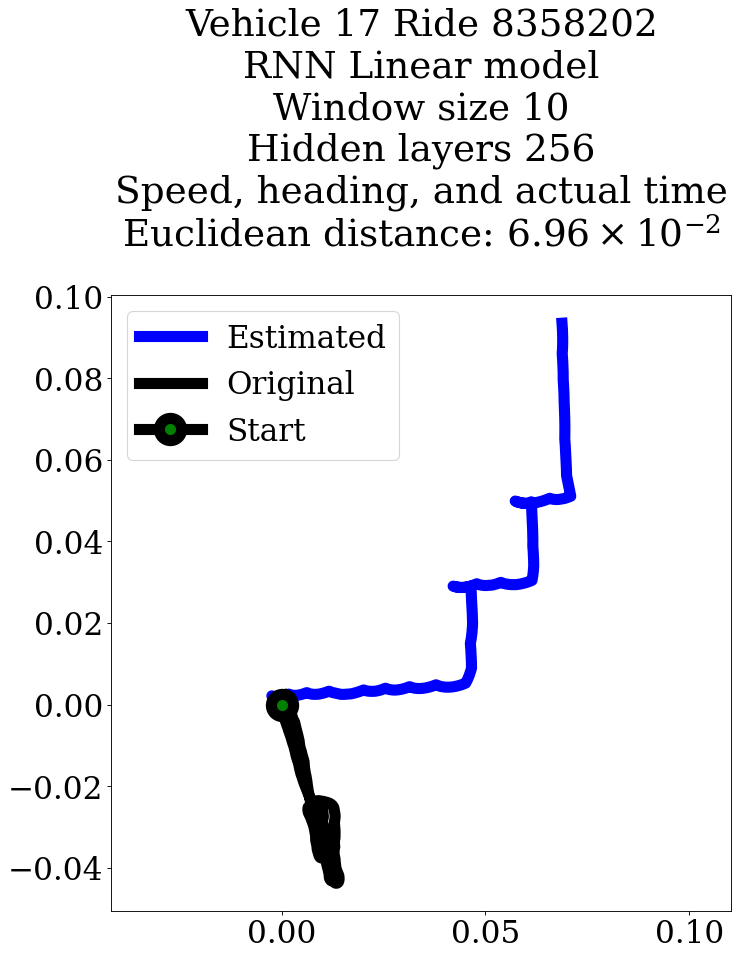 Vehicle 17 Ride 8358202
RNN Linear model
Window size 10
Hidden layers 256
Speed, heading, and actual time
Euclidean distance: 6.96 × 10⁻²
0.10
Estimated
0.08
Original
Start
0.06
0.04
0.02
0.00
−0.02
−0.04
0.00 0.05 0.10